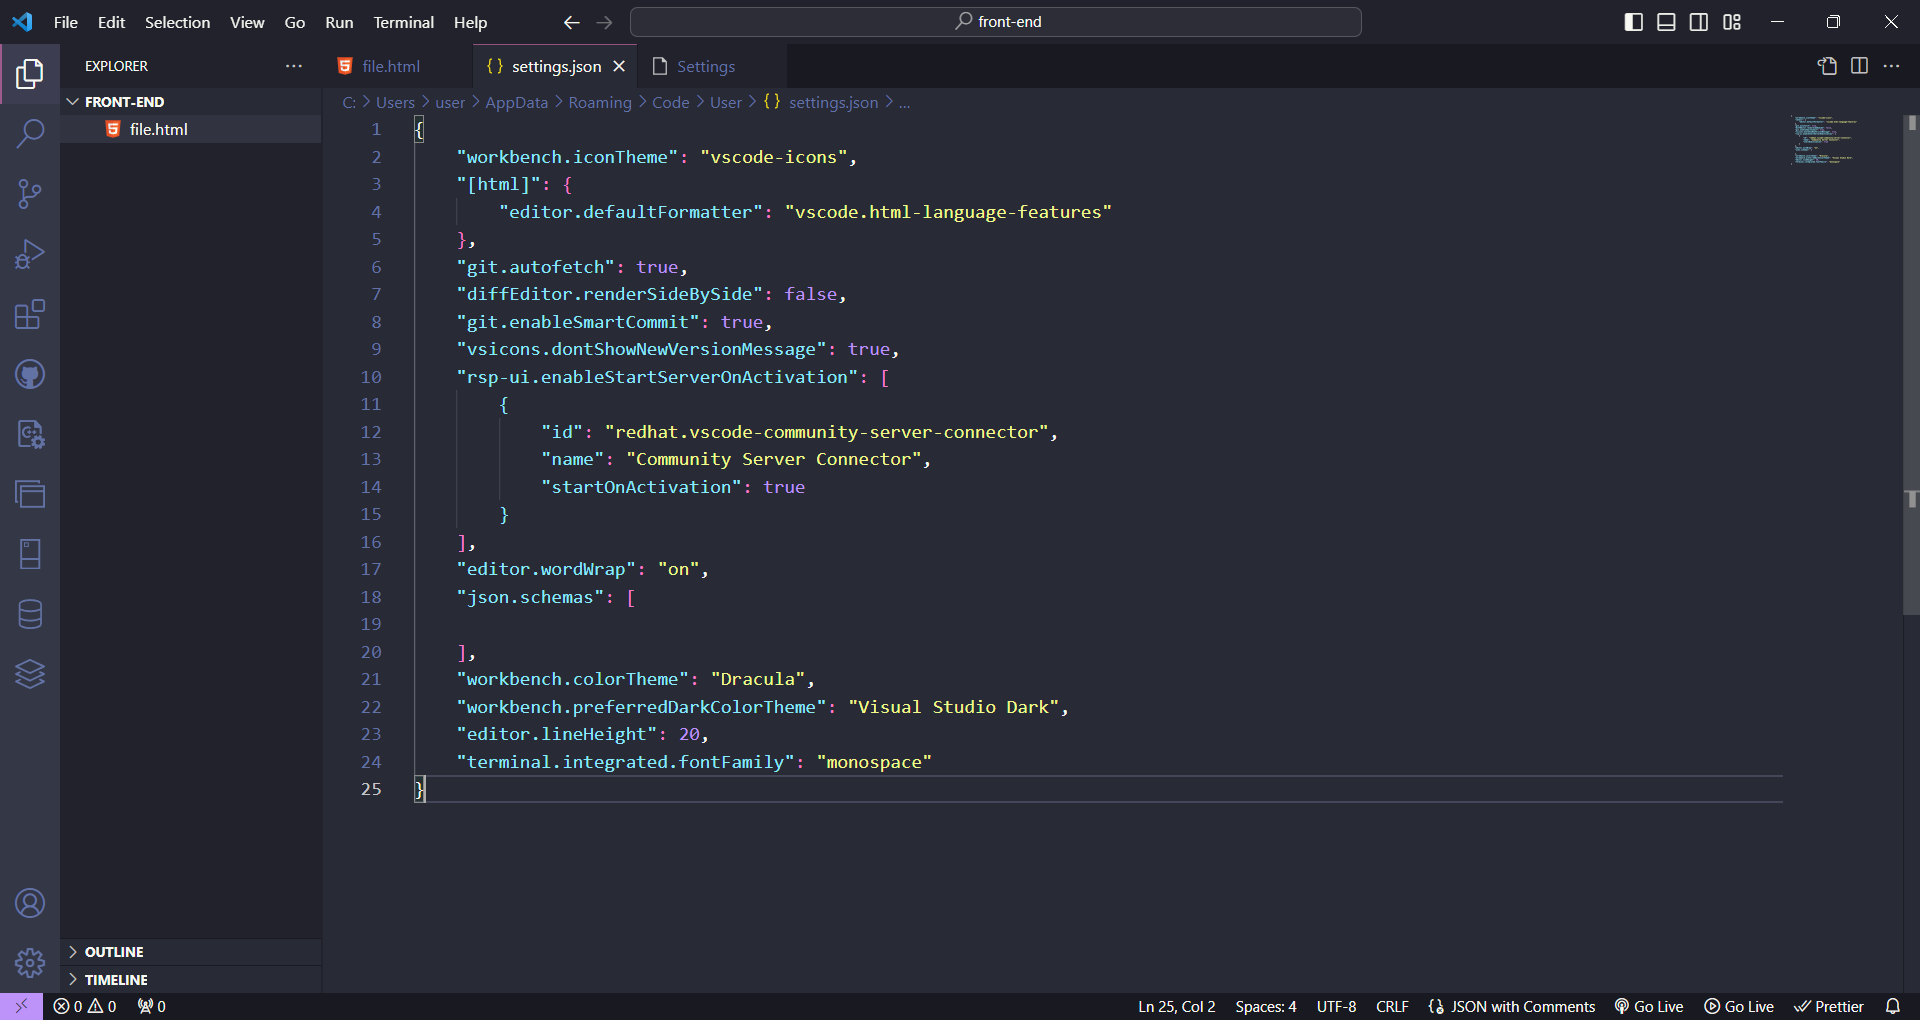 File Edit Selection View Go Run Terminal Help
front-end
EXPLORER
file.html
settings.json
Settings
FRONT-END
file.html
C: > Users > user > AppData > Roaming > Code > User > {} settings.json > ...
1 {
2 "workbench.iconTheme": "vscode-icons",
3 "[html]": {
4 "editor.defaultFormatter": "vscode.html-language-features"
5 },
6 "git.autofetch": true,
7 "diffEditor.renderSideBySide": false,
8 "git.enableSmartCommit": true,
9 "vsicons.dontShowNewVersionMessage": true,
10 "rsp-ui.enableStartServerOnActivation": [
11 {
12 "id": "redhat.vscode-community-server-connector",
13 "name": "Community Server Connector",
14 "startOnActivation": true
15 }
16 ],
17 "editor.wordWrap": "on",
18 "json.schemas": [
19
20 ],
21 "workbench.colorTheme": "Dracula",
22 "workbench.preferredDarkColorTheme": "Visual Studio Dark",
23 "editor.lineHeight": 20,
24 "terminal.integrated.fontFamily": "monospace"
25 }
OUTLINE
TIMELINE
0 0 0
Ln 25, Col 2 Spaces: 4 UTF-8 CRLF {} JSON with Comments Go Live Go Live Prettier